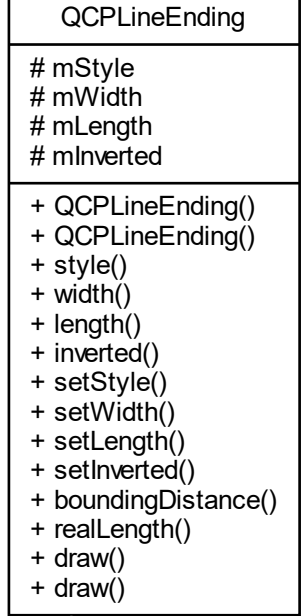 QCPLineEnding
# mStyle
# mWidth
# mLength
# mInverted
+ QCPLineEnding()
+ QCPLineEnding()
+ style()
+ width()
+ length()
+ inverted()
+ setStyle()
+ setWidth()
+ setLength()
+ setInverted()
+ boundingDistance()
+ realLength()
+ draw()
+ draw()